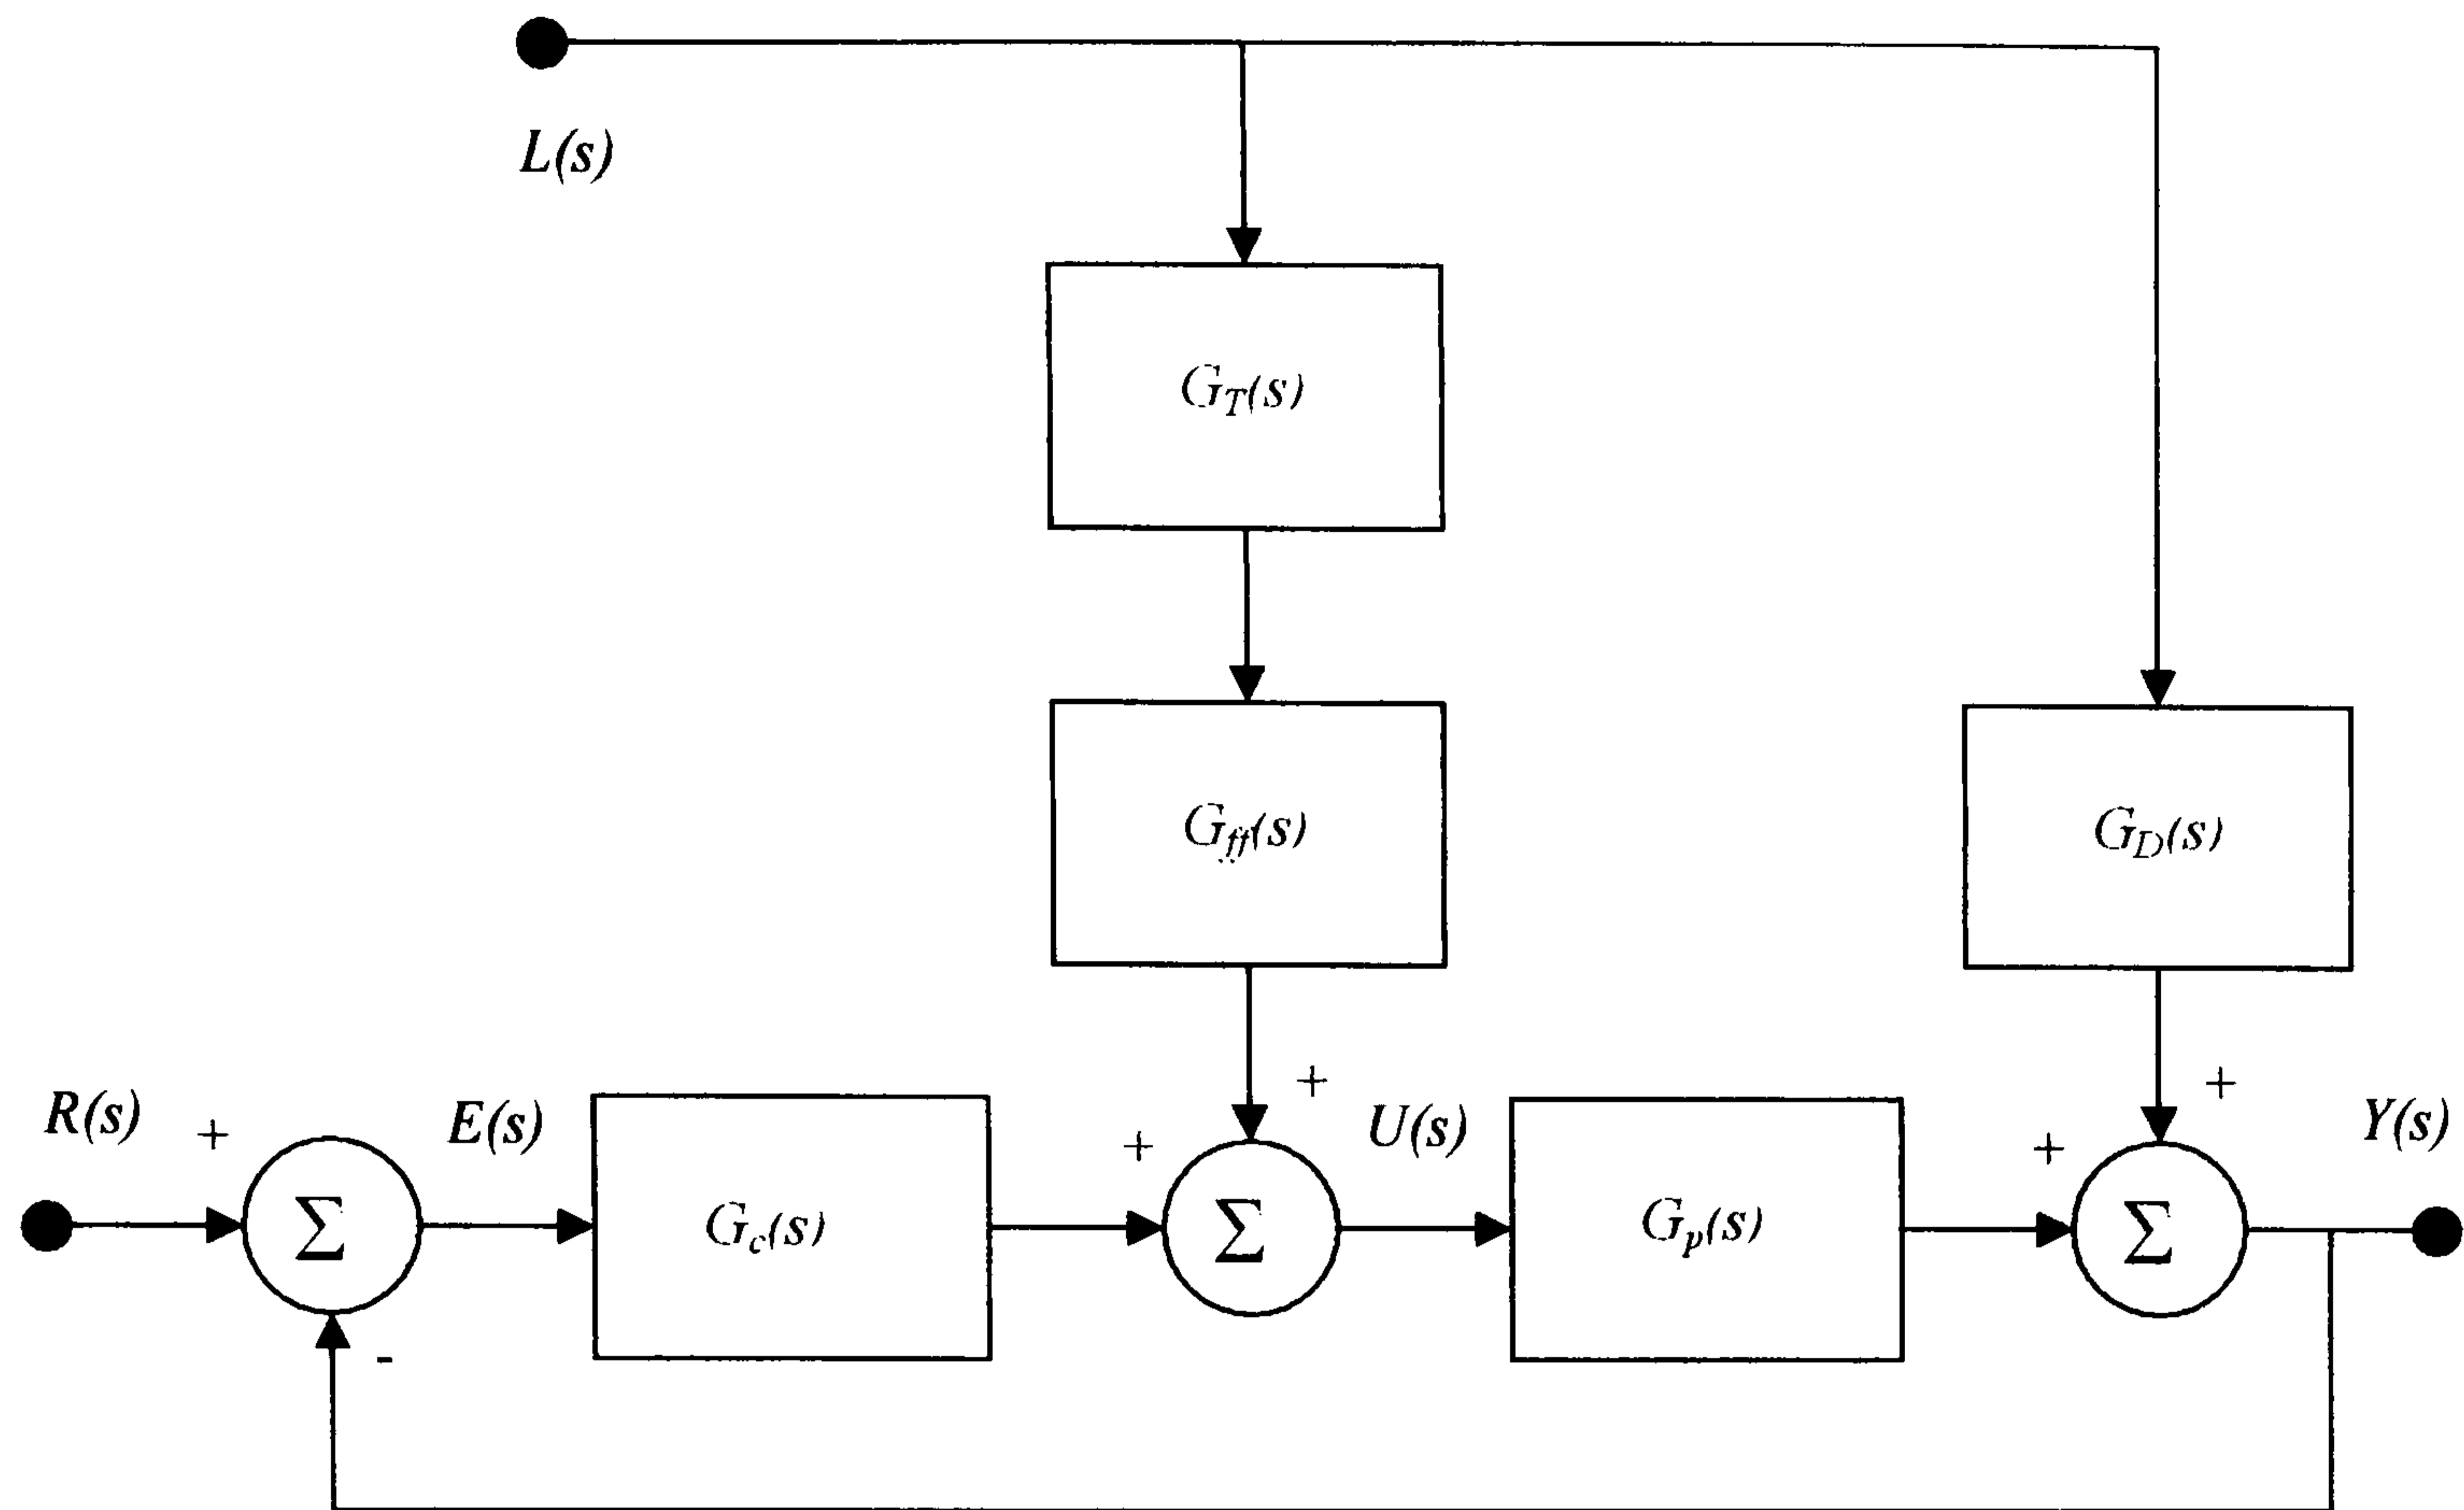 L(s)
G_T(s)
G_ff(s)
G_D(s)
R(s)
+
E(s)
G_c(s)
+
+
U(s)
G_p(s)
+
+
Y(s)
Σ
Σ
Σ
-